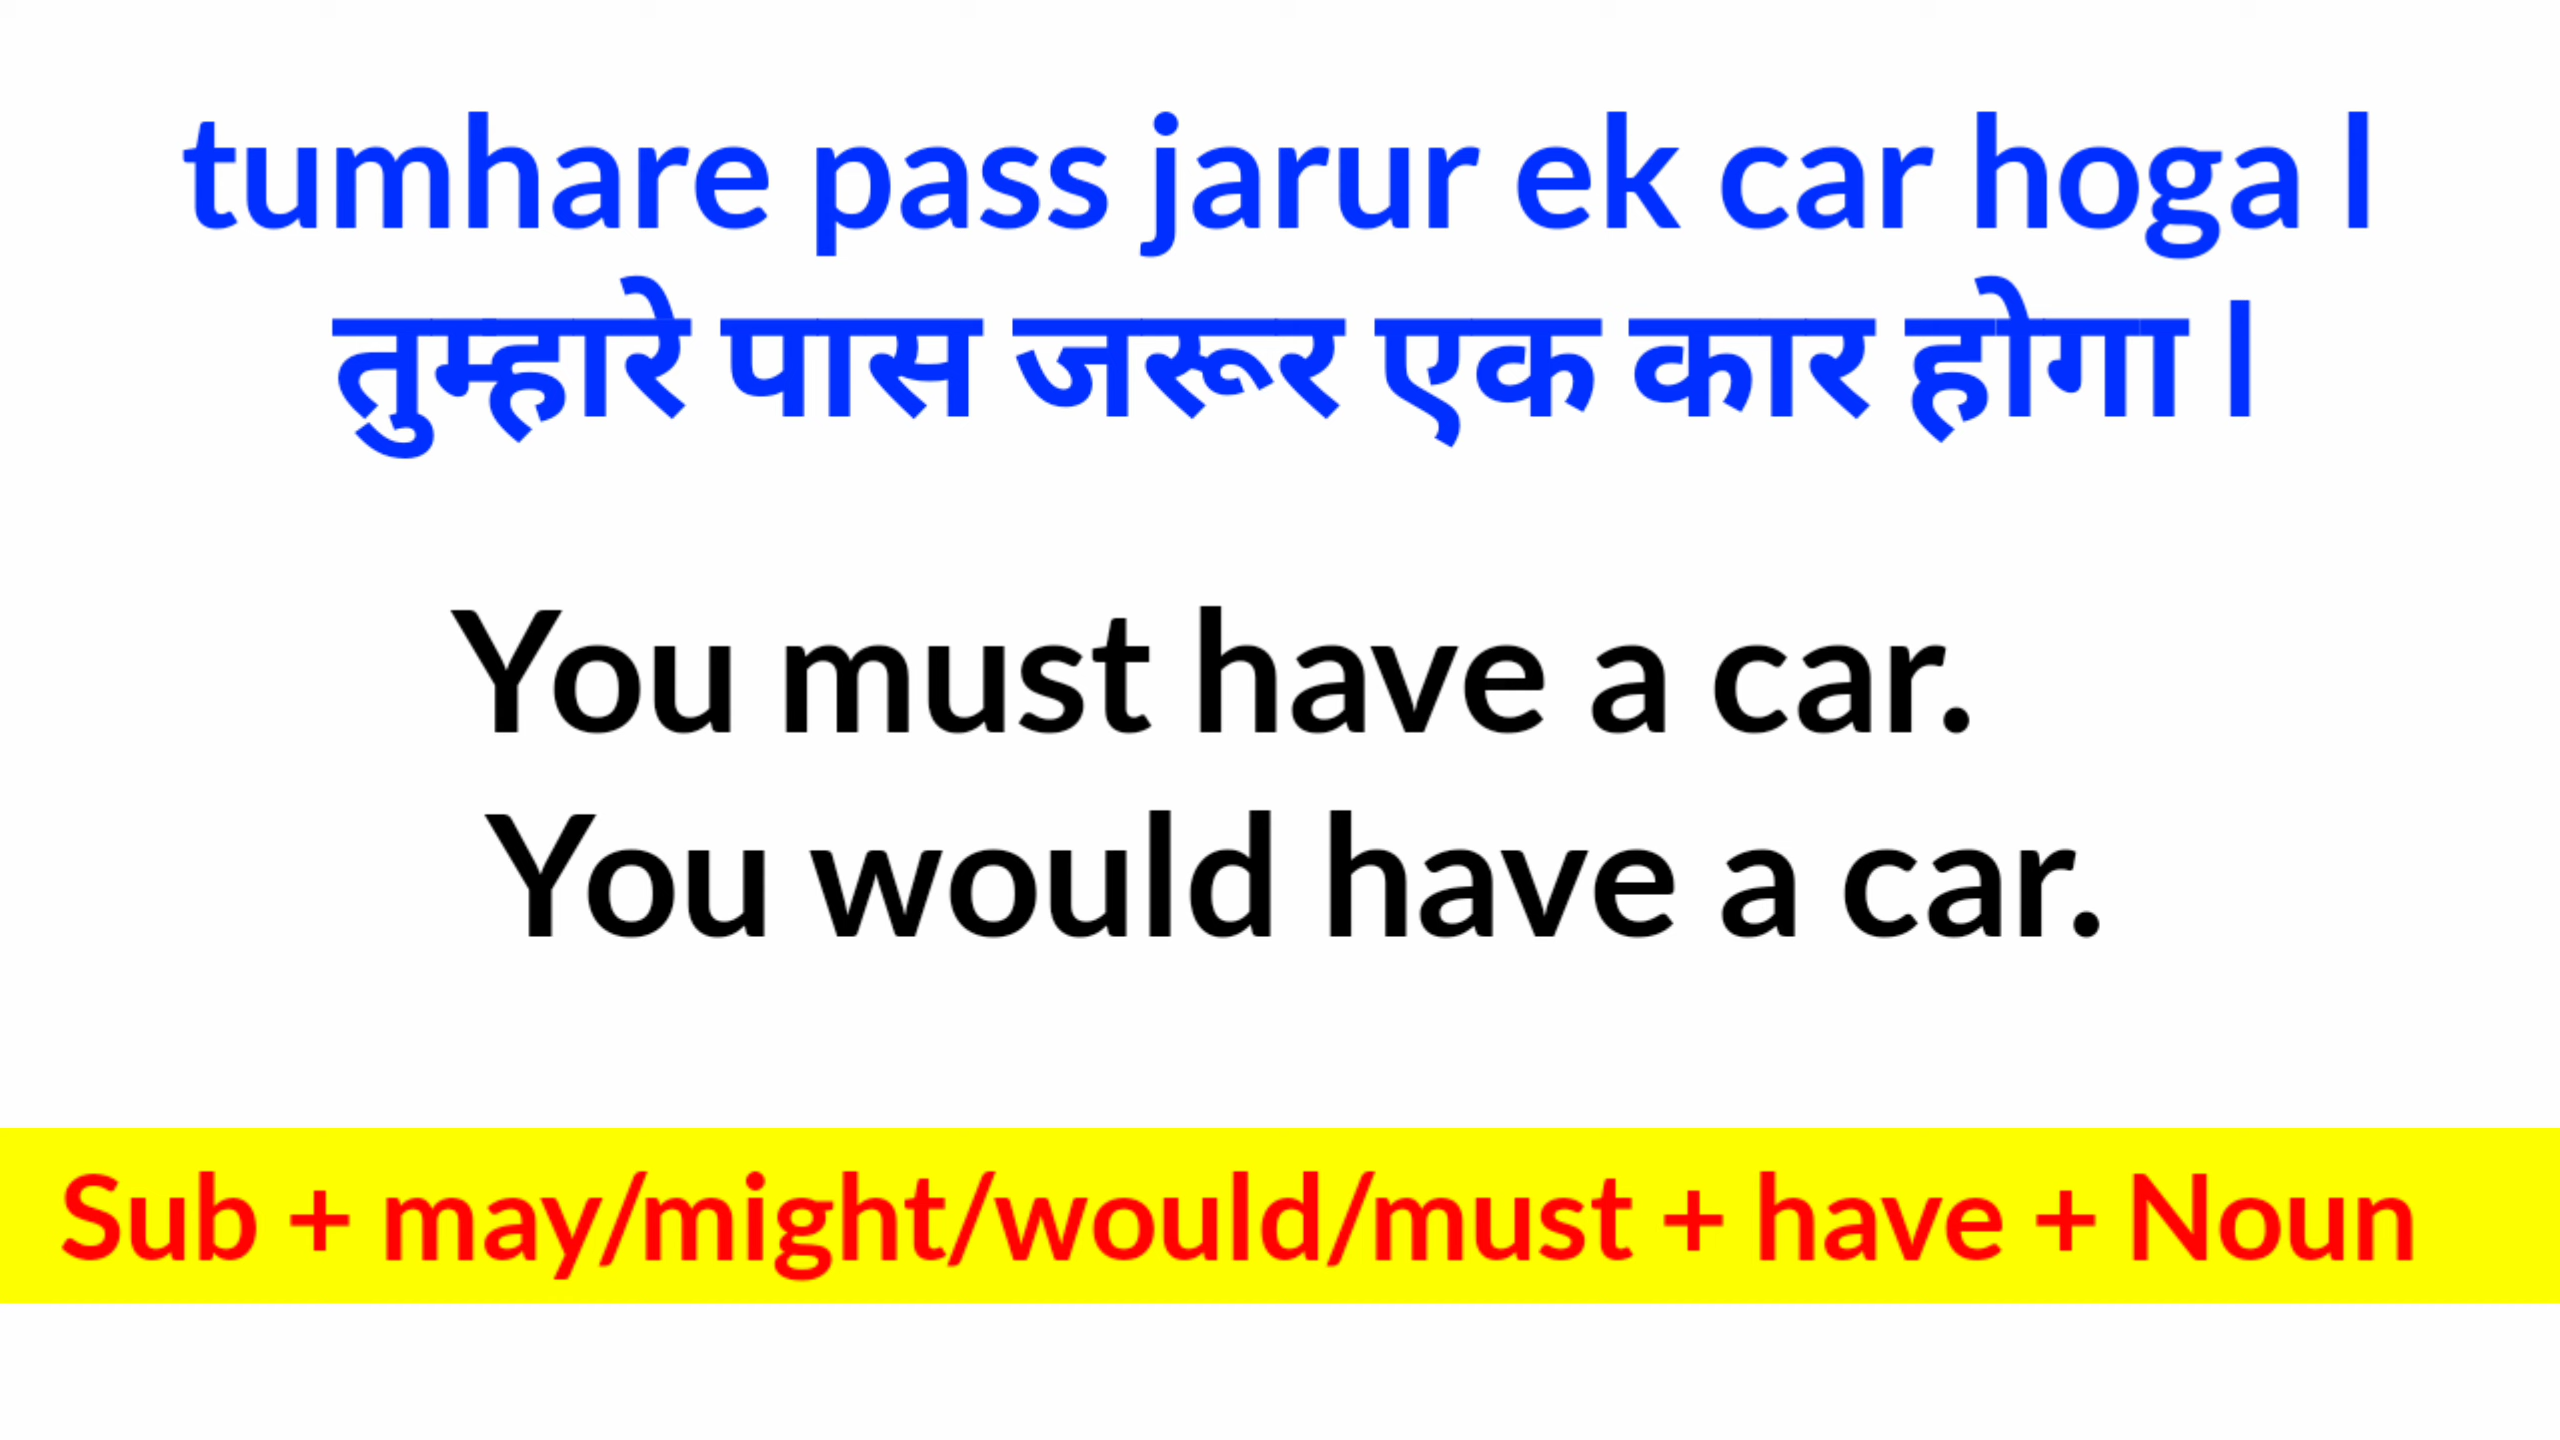 tumhare pass jarur ek car hoga l
तुम्हारे पास जरूर एक कार होगा l
You must have a car.
You would have a car.
Sub + may/might/would/must + have + Noun